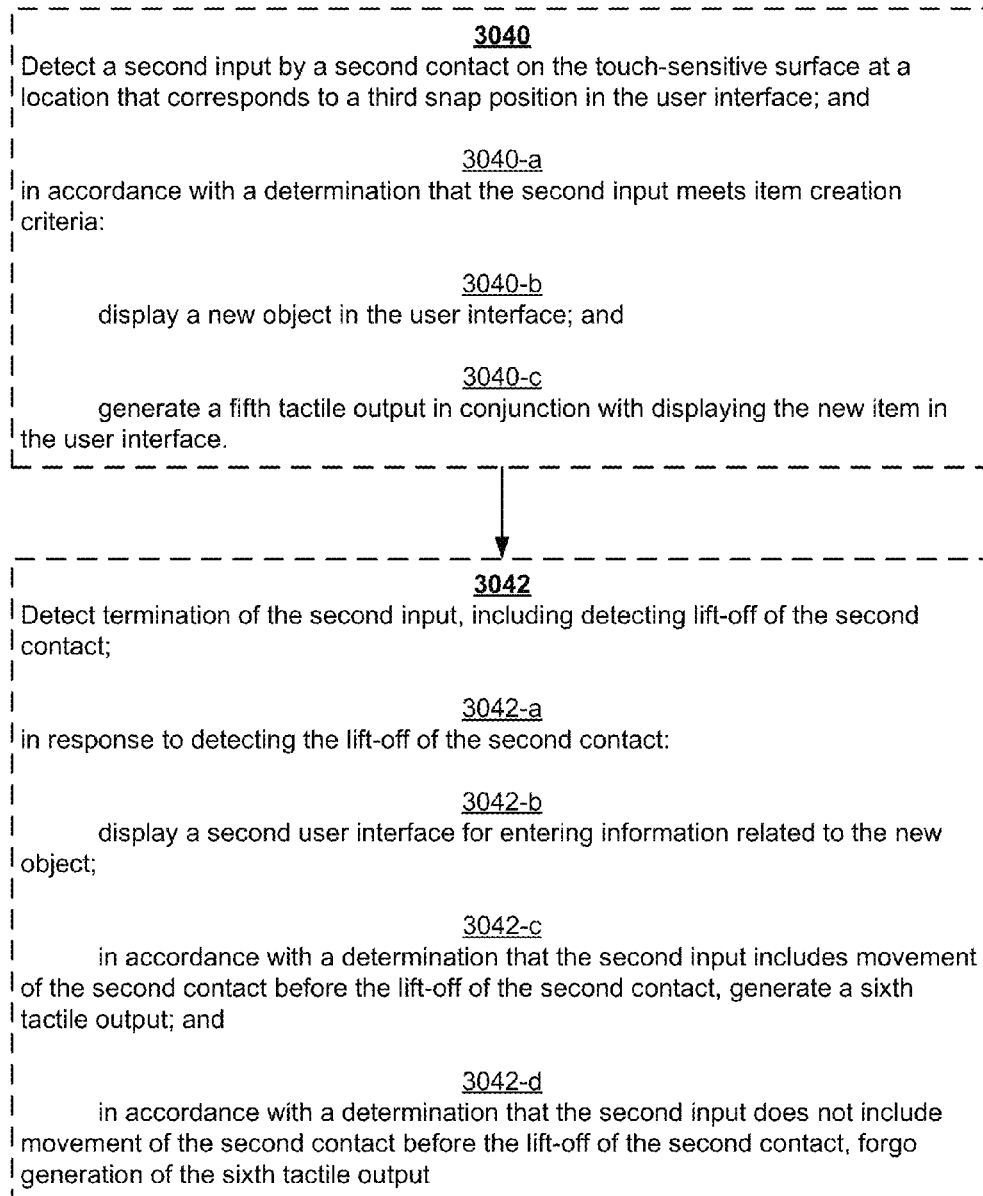 3040
Detect a second input by a second contact on the touch-sensitive surface at a
location that corresponds to a third snap position in the user interface; and
3040-a
in accordance with a determination that the second input meets item creation
criteria:
3040-b
display a new object in the user interface; and
3040-c
generate a fifth tactile output in conjunction with displaying the new item in
the user interface.
3042
Detect termination of the second input, including detecting lift-off of the second
contact;
3042-a
in response to detecting the lift-off of the second contact:
3042-b
display a second user interface for entering information related to the new
object;
3042-c
in accordance with a determination that the second input includes movement
of the second contact before the lift-off of the second contact, generate a sixth
tactile output; and
3042-d
in accordance with a determination that the second input does not include
movement of the second contact before the lift-off of the second contact, forgo
generation of the sixth tactile output